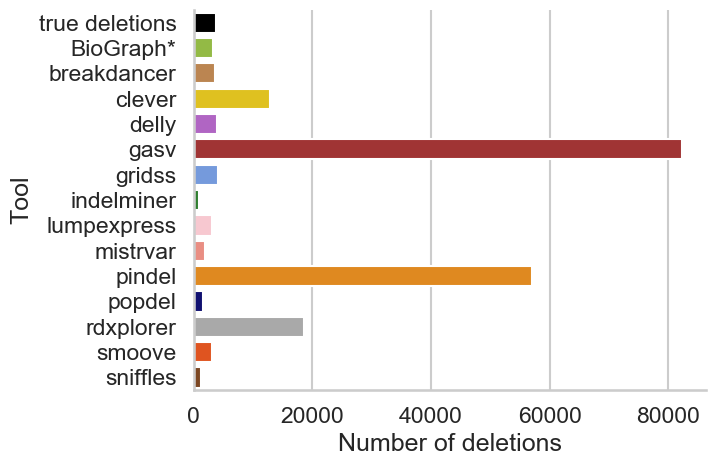 true deletions
BioGraph*
breakdancer
clever
delly
gasv
gridss
indelminer
lumpexpress
mistrvar
pindel
popdel
rdxplorer
smoove
sniffles
Tool
0 20000 40000 60000 80000
Number of deletions